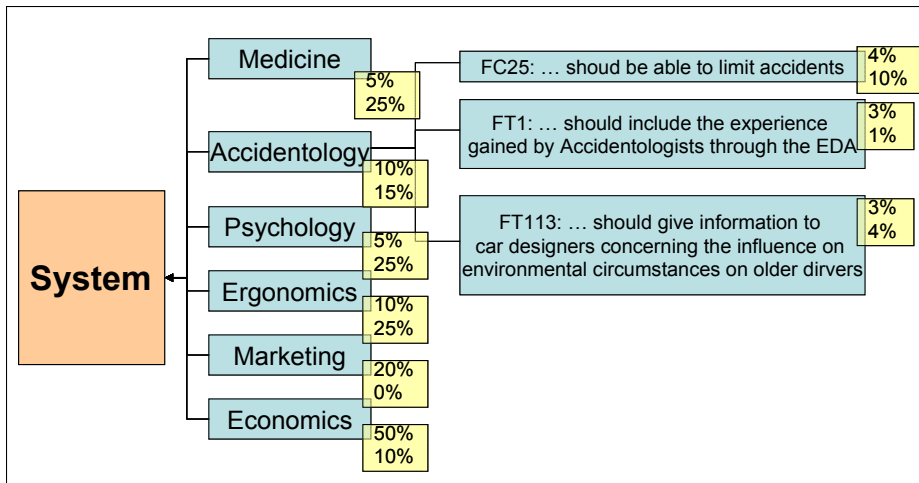 System
Medicine
5%
25%
Accidentology
10%
15%
Psychology
5%
25%
Ergonomics
10%
25%
Marketing
20%
0%
Economics
50%
10%
FC25: … shoud be able to limit accidents
4%
10%
FT1: … should include the experience
gained by Accidentologists through the EDA
3%
1%
FT113: … should give information to
car designers concerning the influence on
environmental circumstances on older dirvers
3%
4%